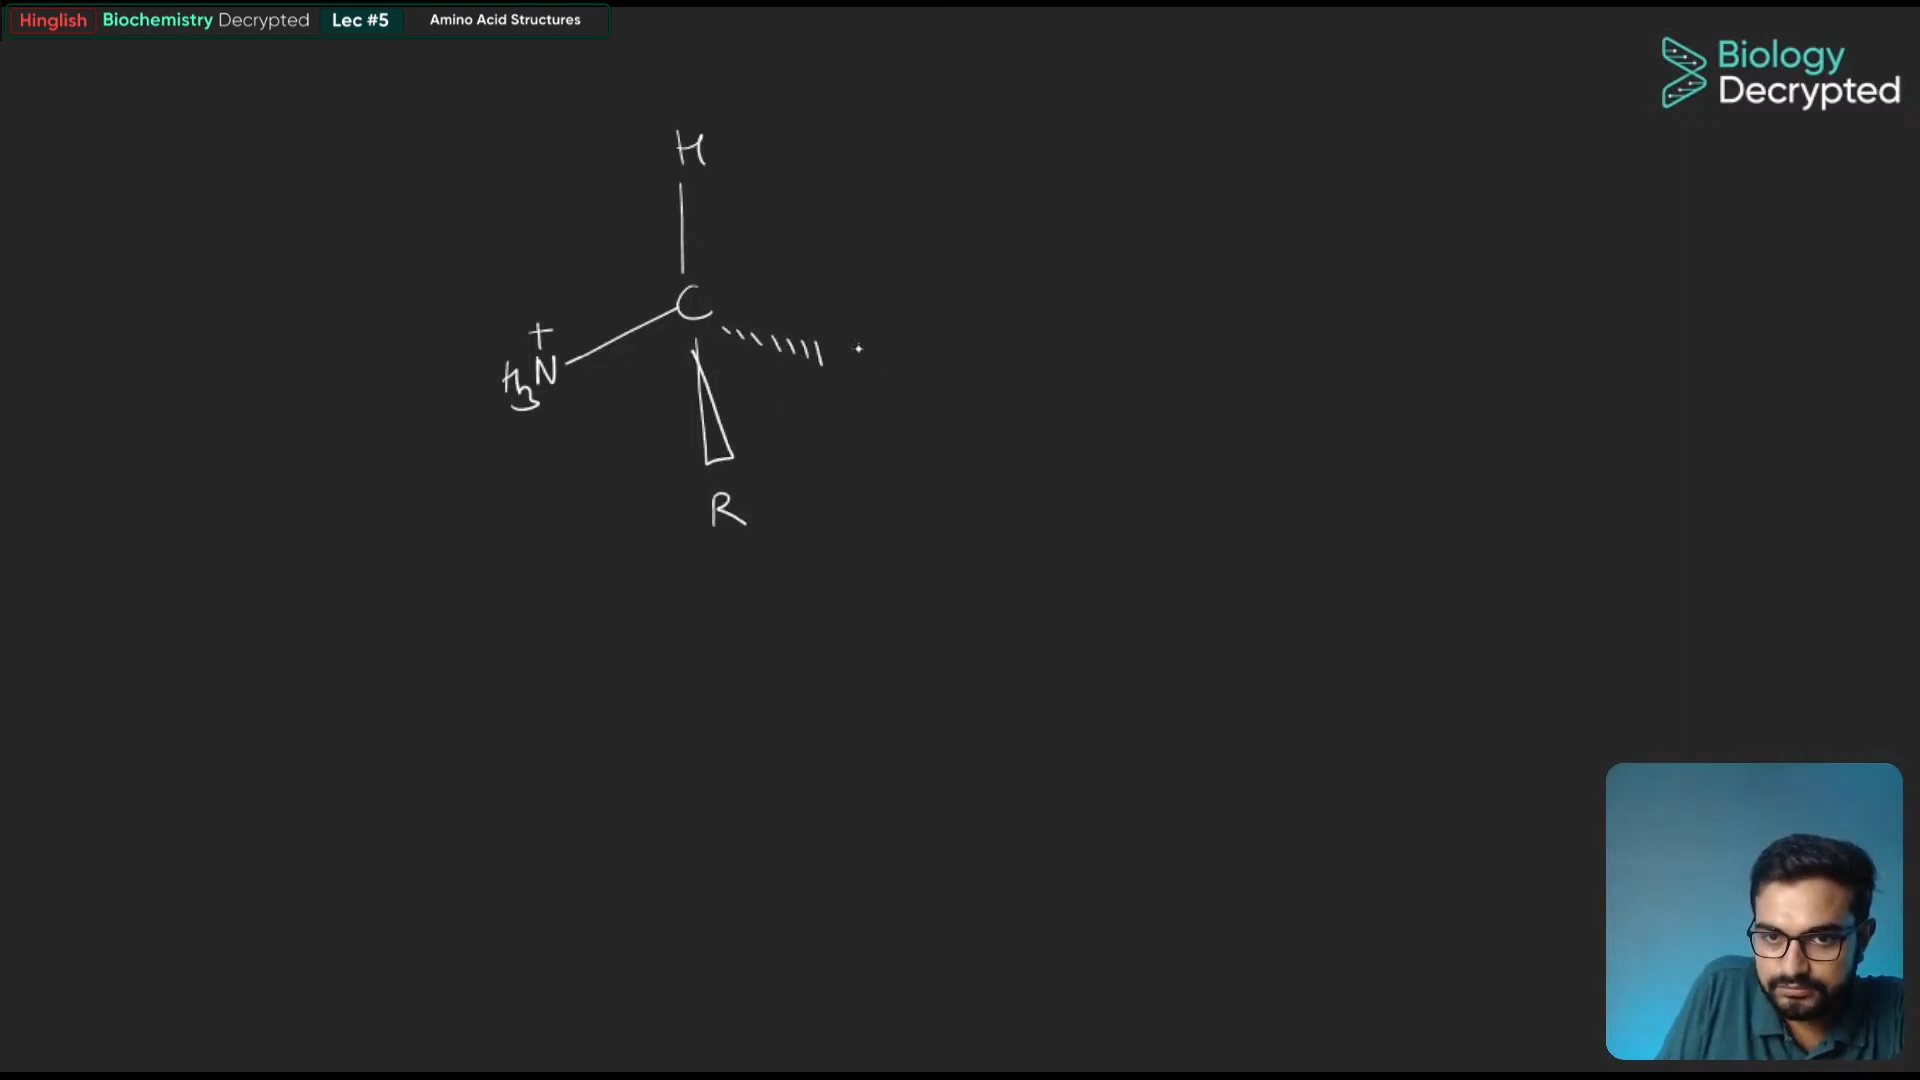 Hinglish Biochemistry Decrypted Lec #5 Amino Acid Structures
Biology
Decrypted
H
C
+
H₃N
R